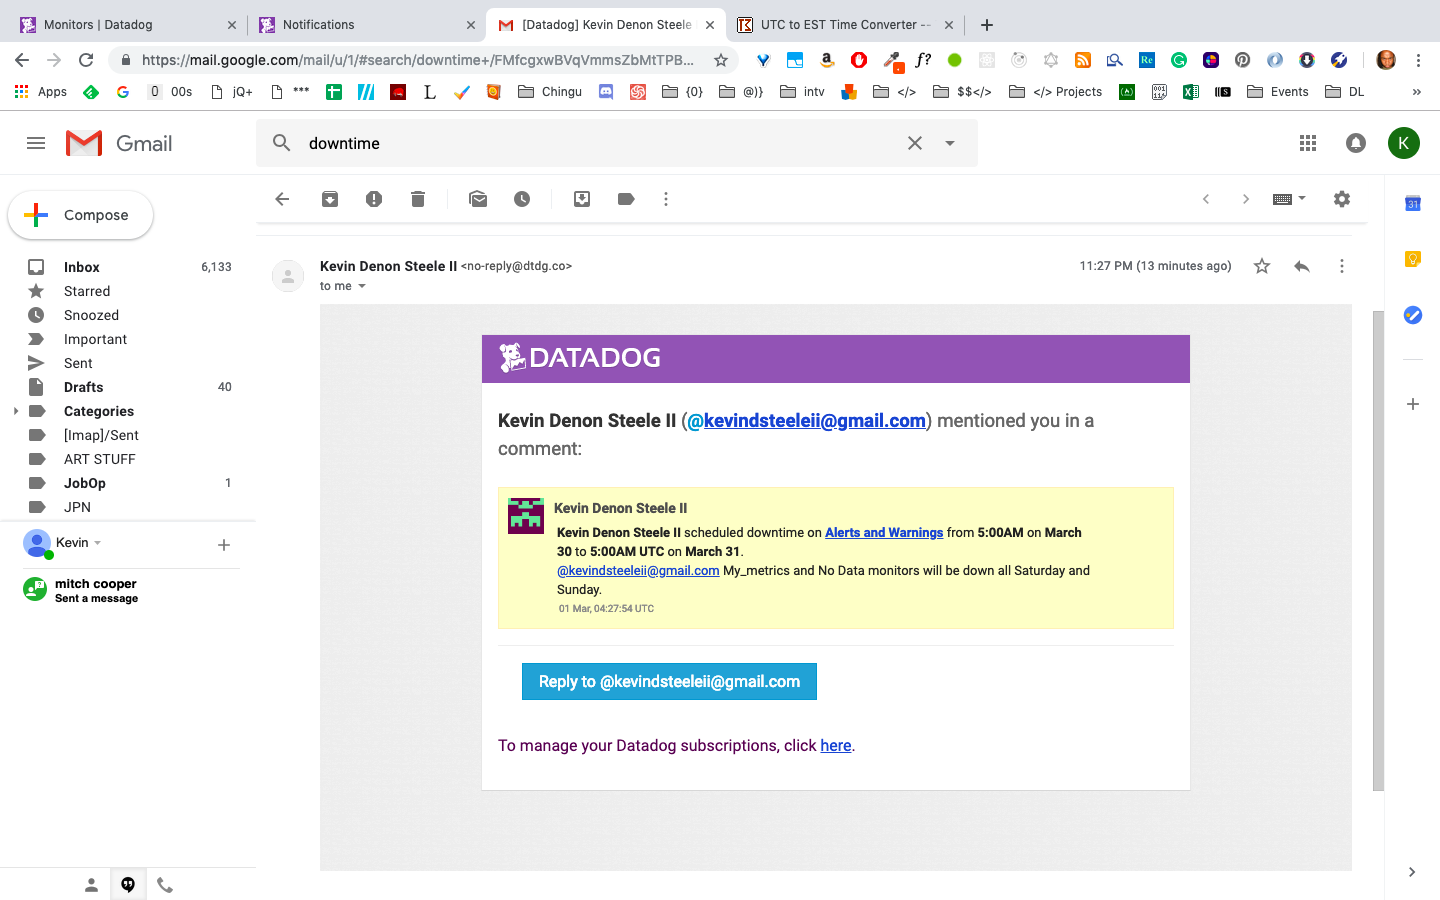 Monitors | Datadog
Notifications
[Datadog] Kevin Denon Steele
UTC to EST Time Converter --
https://mail.google.com/mail/u/1/#search/downtime+/FMfcgxwBVqVmmsZbMtTPB...
f?
Re
Apps
G
0 00s
jQ+
***
L
Chingu
{0}
@)}
intv
</>
$$</>
</> Projects
Events
DL
»
Gmail
downtime
K
Compose
31
Inbox 6,133
Starred
Snoozed
Important
Sent
Drafts 40
Categories
[Imap]/Sent
ART STUFF
JobOp 1
JPN
Kevin
mitch cooper
Sent a message
Kevin Denon Steele II <no-reply@dtdg.co>
11:27 PM (13 minutes ago)
to me
DATADOG
Kevin Denon Steele II (@kevindsteeleii@gmail.com) mentioned you in a
comment:
Kevin Denon Steele II
Kevin Denon Steele II scheduled downtime on Alerts and Warnings from 5:00AM on March
30 to 5:00AM UTC on March 31.
@kevindsteeleii@gmail.com My_metrics and No Data monitors will be down all Saturday and
Sunday.
01 Mar, 04:27:54 UTC
Reply to @kevindsteeleii@gmail.com
To manage your Datadog subscriptions, click here.